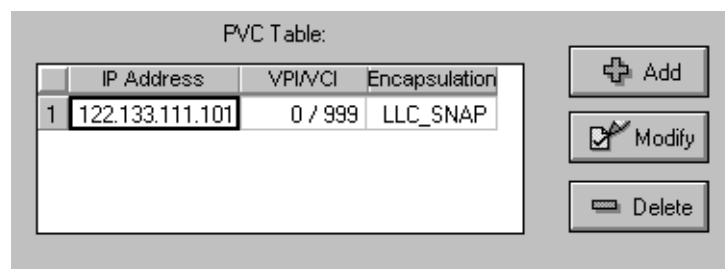 PVC Table:
IP Address VPI/VCI Encapsulation
1 122.133.111.101 0 / 999 LLC_SNAP
Add
Modify
Delete